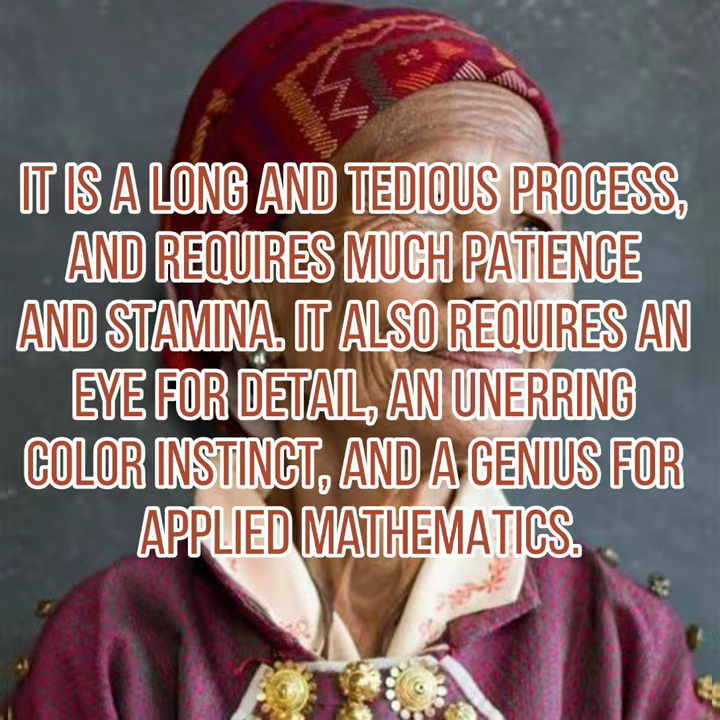 IT IS A LONG AND TEDIOUS PROCESS,
AND REQUIRES MUCH PATIENCE
AND STAMINA. IT ALSO REQUIRES AN
EYE FOR DETAIL, AN UNERRING
COLOR INSTINCT, AND A GENIUS FOR
APPLIED MATHEMATICS.